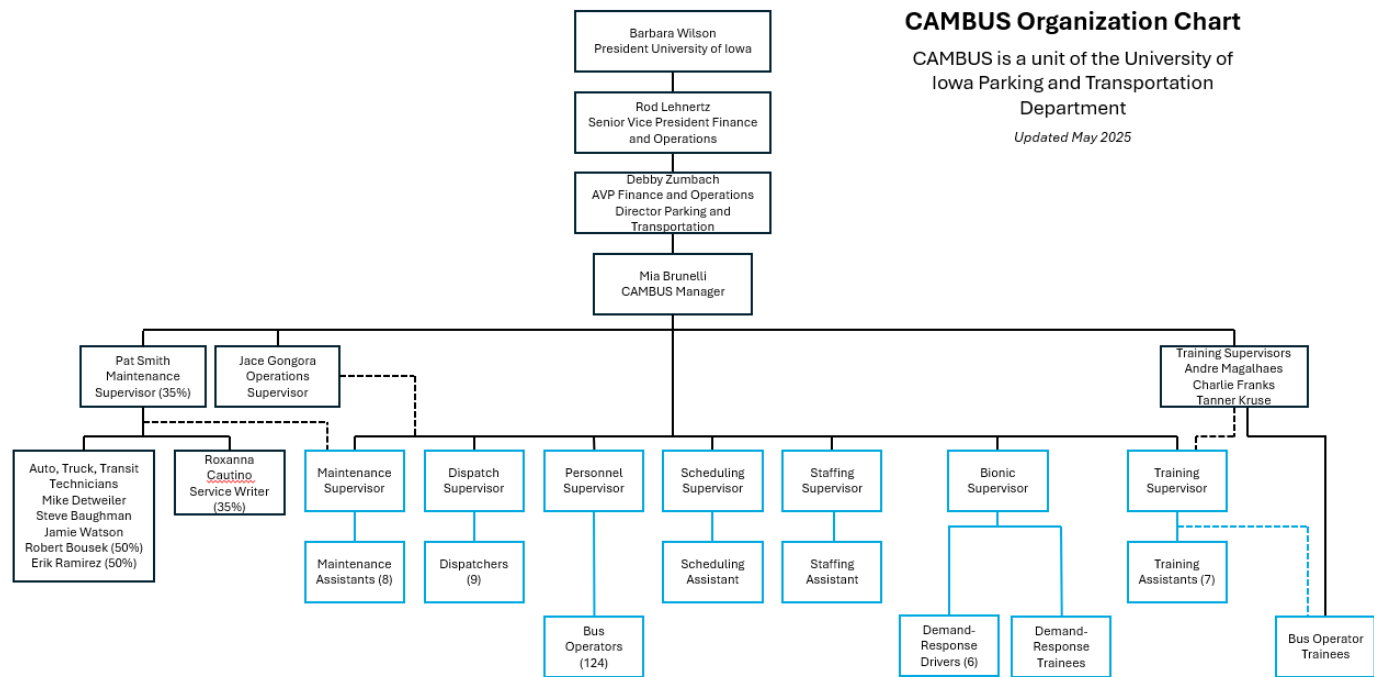 CAMBUS Organization Chart
CAMBUS is a unit of the University of
Iowa Parking and Transportation
Department
Updated May 2025
Barbara Wilson
President University of Iowa
Rod Lehnertz
Senior Vice President Finance
and Operations
Debby Zumbach
AVP Finance and Operations
Director Parking and
Transportation
Mia Brunelli
CAMBUS Manager
Pat Smith
Maintenance
Supervisor (35%)
Jace Gongora
Operations
Supervisor
Training Supervisors
Andre Magalhaes
Charlie Franks
Tanner Kruse
Auto, Truck, Transit
Technicians
Mike Detweiler
Steve Baughman
Jamie Watson
Robert Bousek (50%)
Erik Ramirez (50%)
Roxanna
Cautino
Service Writer
(35%)
Maintenance
Supervisor
Dispatch
Supervisor
Personnel
Supervisor
Scheduling
Supervisor
Staffing
Supervisor
Bionic
Supervisor
Training
Supervisor
Maintenance
Assistants (8)
Dispatchers
(9)
Scheduling
Assistant
Staffing
Assistant
Training
Assistants (7)
Bus
Operators
(124)
Demand-
Response
Drivers (6)
Demand-
Response
Trainees
Bus Operator
Trainees